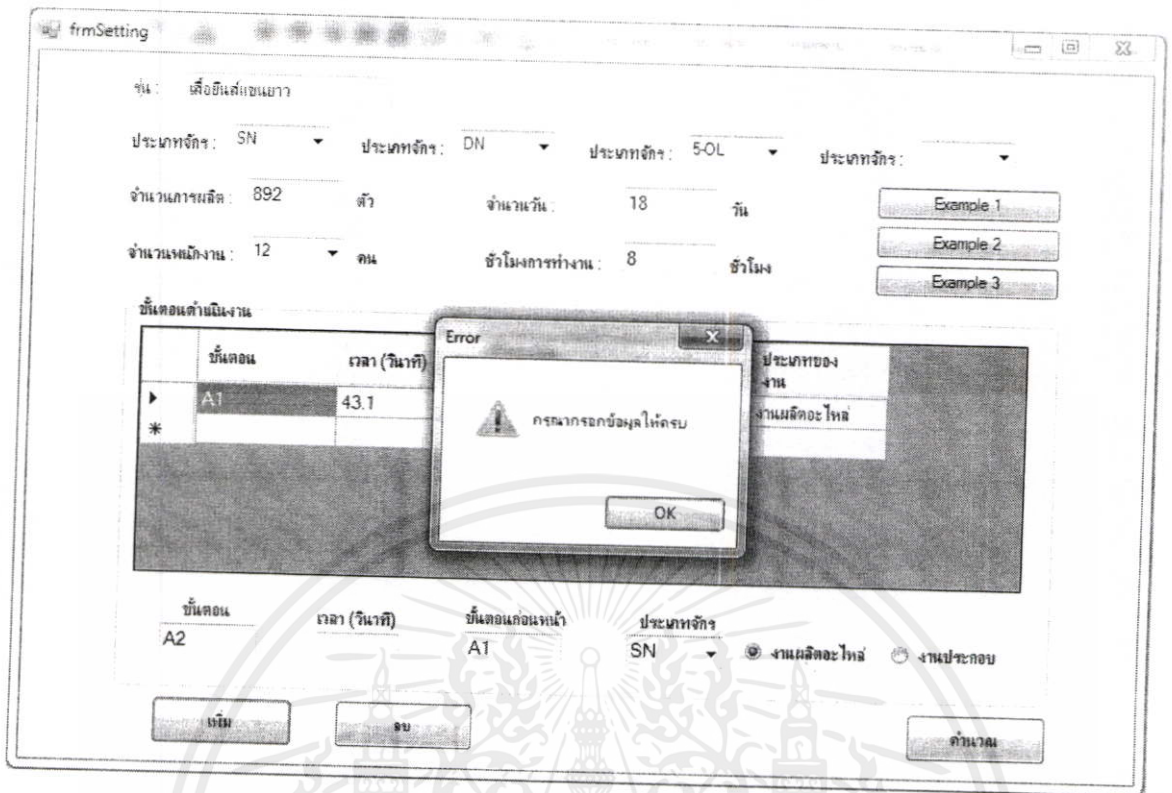 frmSetting
รุ่น : เสื้อยีนส์แขนยาว
ประเภทจักร : SN ประเภทจักร : DN ประเภทจักร : 5-OL ประเภทจักร :
จำนวนการผลิต : 892 ตัว จำนวนวัน : 18 วัน Example 1
จำนวนพนักงาน : 12 คน ชั่วโมงการทำงาน : 8 ชั่วโมง Example 2
Example 3
ขั้นตอนดำเนินงาน
Error
ขั้นตอน เวลา (วินาที) ประเภทของ
งาน
A1 43.1 งานผลิตอะไหล่
กรุณากรอกข้อมูลให้ครบ
OK
ขั้นตอน เวลา (วินาที) ขั้นตอนก่อนหน้า ประเภทจักร
A2 A1 SN งานผลิตอะไหล่ งานประกอบ
เพิ่ม ลบ คำนวณ